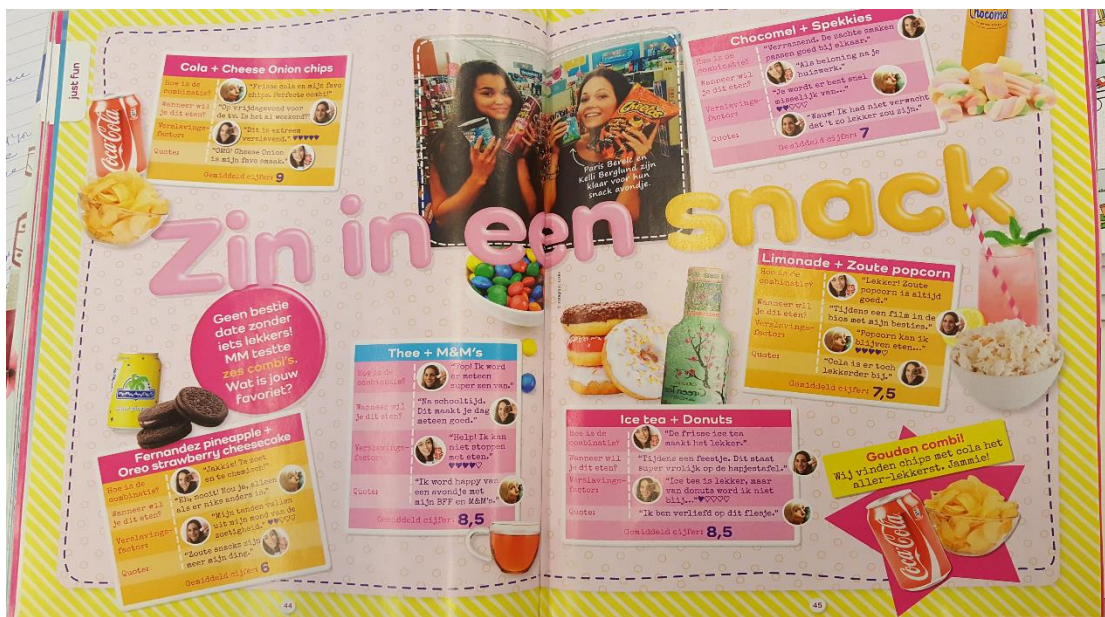 just fun
Cola + Cheese Onion chips
Hoe is de
combinatie?
"Frisse cola en mijn favo
chips. Perfecte combi!"
Wanneer wil
je dit eten?
"Op vrijdagavond voor
de tv. Is het al weekend?"
Verslavings-
factor:
"Dit is extreem
verslavend." ♥♥♥♥♥
Quote:
"OMG! Cheese Onion
is mijn favo smaak."
Gemiddeld cijfer: 9
Coca-Cola
Cheetos
Paris Berelc en
Kelli Berglund zijn
klaar voor hun
snack avondje.
Chocomel + Spekkies
Hoe is de
combinatie?
"Verrassend. De zachte smaken
passen goed bij elkaar."
Wanneer wil
je dit eten?
"Als beloning na je
huiswerk."
Verslavings-
factor:
"Je wordt er best snel
misselijk van..."
♥♥♡♡♡
Quote:
"Wauw! Ik had niet verwacht
dat 't zo lekker zou zijn."
Gemiddeld cijfer: 7
Chocomel
Zin in een snack
Geen bestie
date zonder
iets lekkers!
MM testte
zes combi's.
Wat is jouw
favoriet?
Limonade + Zoute popcorn
Hoe is de
combinatie?
"Lekker! Zoute
popcorn is altijd
goed."
Wanneer wil
je dit eten?
"Tijdens een film in de
bios met mijn besties."
Verslavings-
factor:
"Popcorn kan ik
blijven eten..."
♥♥♥♥♡
Quote:
"Cola is er toch
lekkerder bij."
Gemiddeld cijfer: 7,5
Thee + M&M's
Hoe is de
combinatie?
"Top! Ik word
er meteen
super zen van."
Wanneer wil
je dit eten?
"Na schooltijd.
Dit maakt je dag
meteen goed."
Verslavings-
factor:
"Help! Ik kan
niet stoppen
met eten."
♥♥♥♥♡
Quote:
"Ik word happy van
een avondje met
mijn BFF en M&M's."
Gemiddeld cijfer: 8,5
Fernandez pineapple +
Oreo strawberry cheesecake
Hoe is de
combinatie?
"Jakkie! Te zoet
en te chemisch"
Wanneer wil
je dit eten?
"Eh, nooit! Nou ja, alleen
als er niks anders is."
Verslavings-
factor:
"Mijn tanden vallen
uit mijn mond van de
zoetigheid." ♥♥♡♡♡
Quote:
"Zoute snacks zijn
meer mijn ding."
Gemiddeld cijfer: 6
Green Tea
Ice tea + Donuts
Hoe is de
combinatie?
"De frisse ice tea
maakt het lekker."
Wanneer wil
je dit eten?
"Tijdens een feestje. Dit staat
super vrolijk op de hapjestafel."
Verslavings-
factor:
"Ice tea is lekker, maar
van donuts word ik niet
blij..." ♥♡♡♡♡
Quote:
"Ik ben verliefd op dit flesje."
Gemiddeld cijfer: 8,5
Gouden combi!
Wij vinden chips met cola het
aller-lekkerst. Jammie!
Coca-Cola
44
45